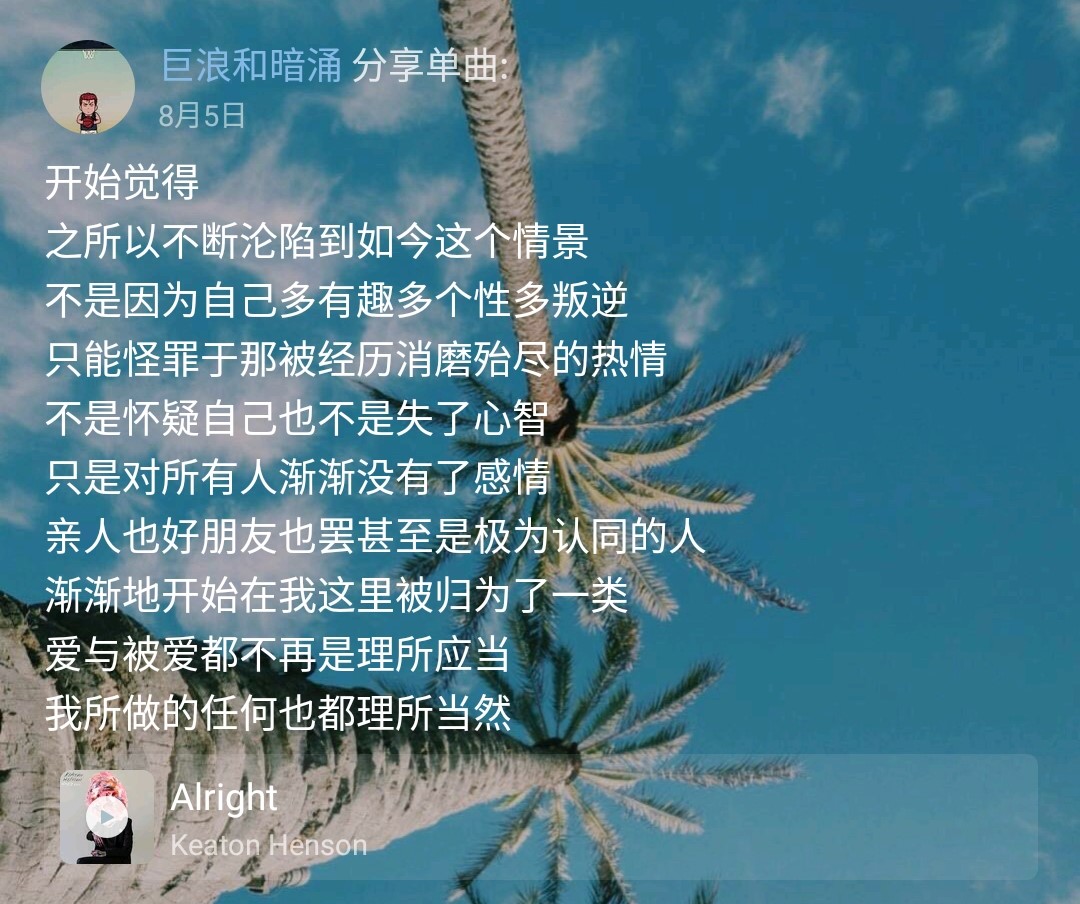 巨浪和暗涌 分享单曲:
8月5日
开始觉得
之所以不断沦陷到如今这个情景
不是因为自己多有趣多个性多叛逆
只能怪罪于那被经历消磨殆尽的热情
不是怀疑自己也不是失了心智
只是对所有人渐渐没有了感情
亲人也好朋友也罢甚至是极为认同的人
渐渐地开始在我这里被归为了一类
爱与被爱都不再是理所应当
我所做的任何也都理所当然
Alright
Keaton Henson